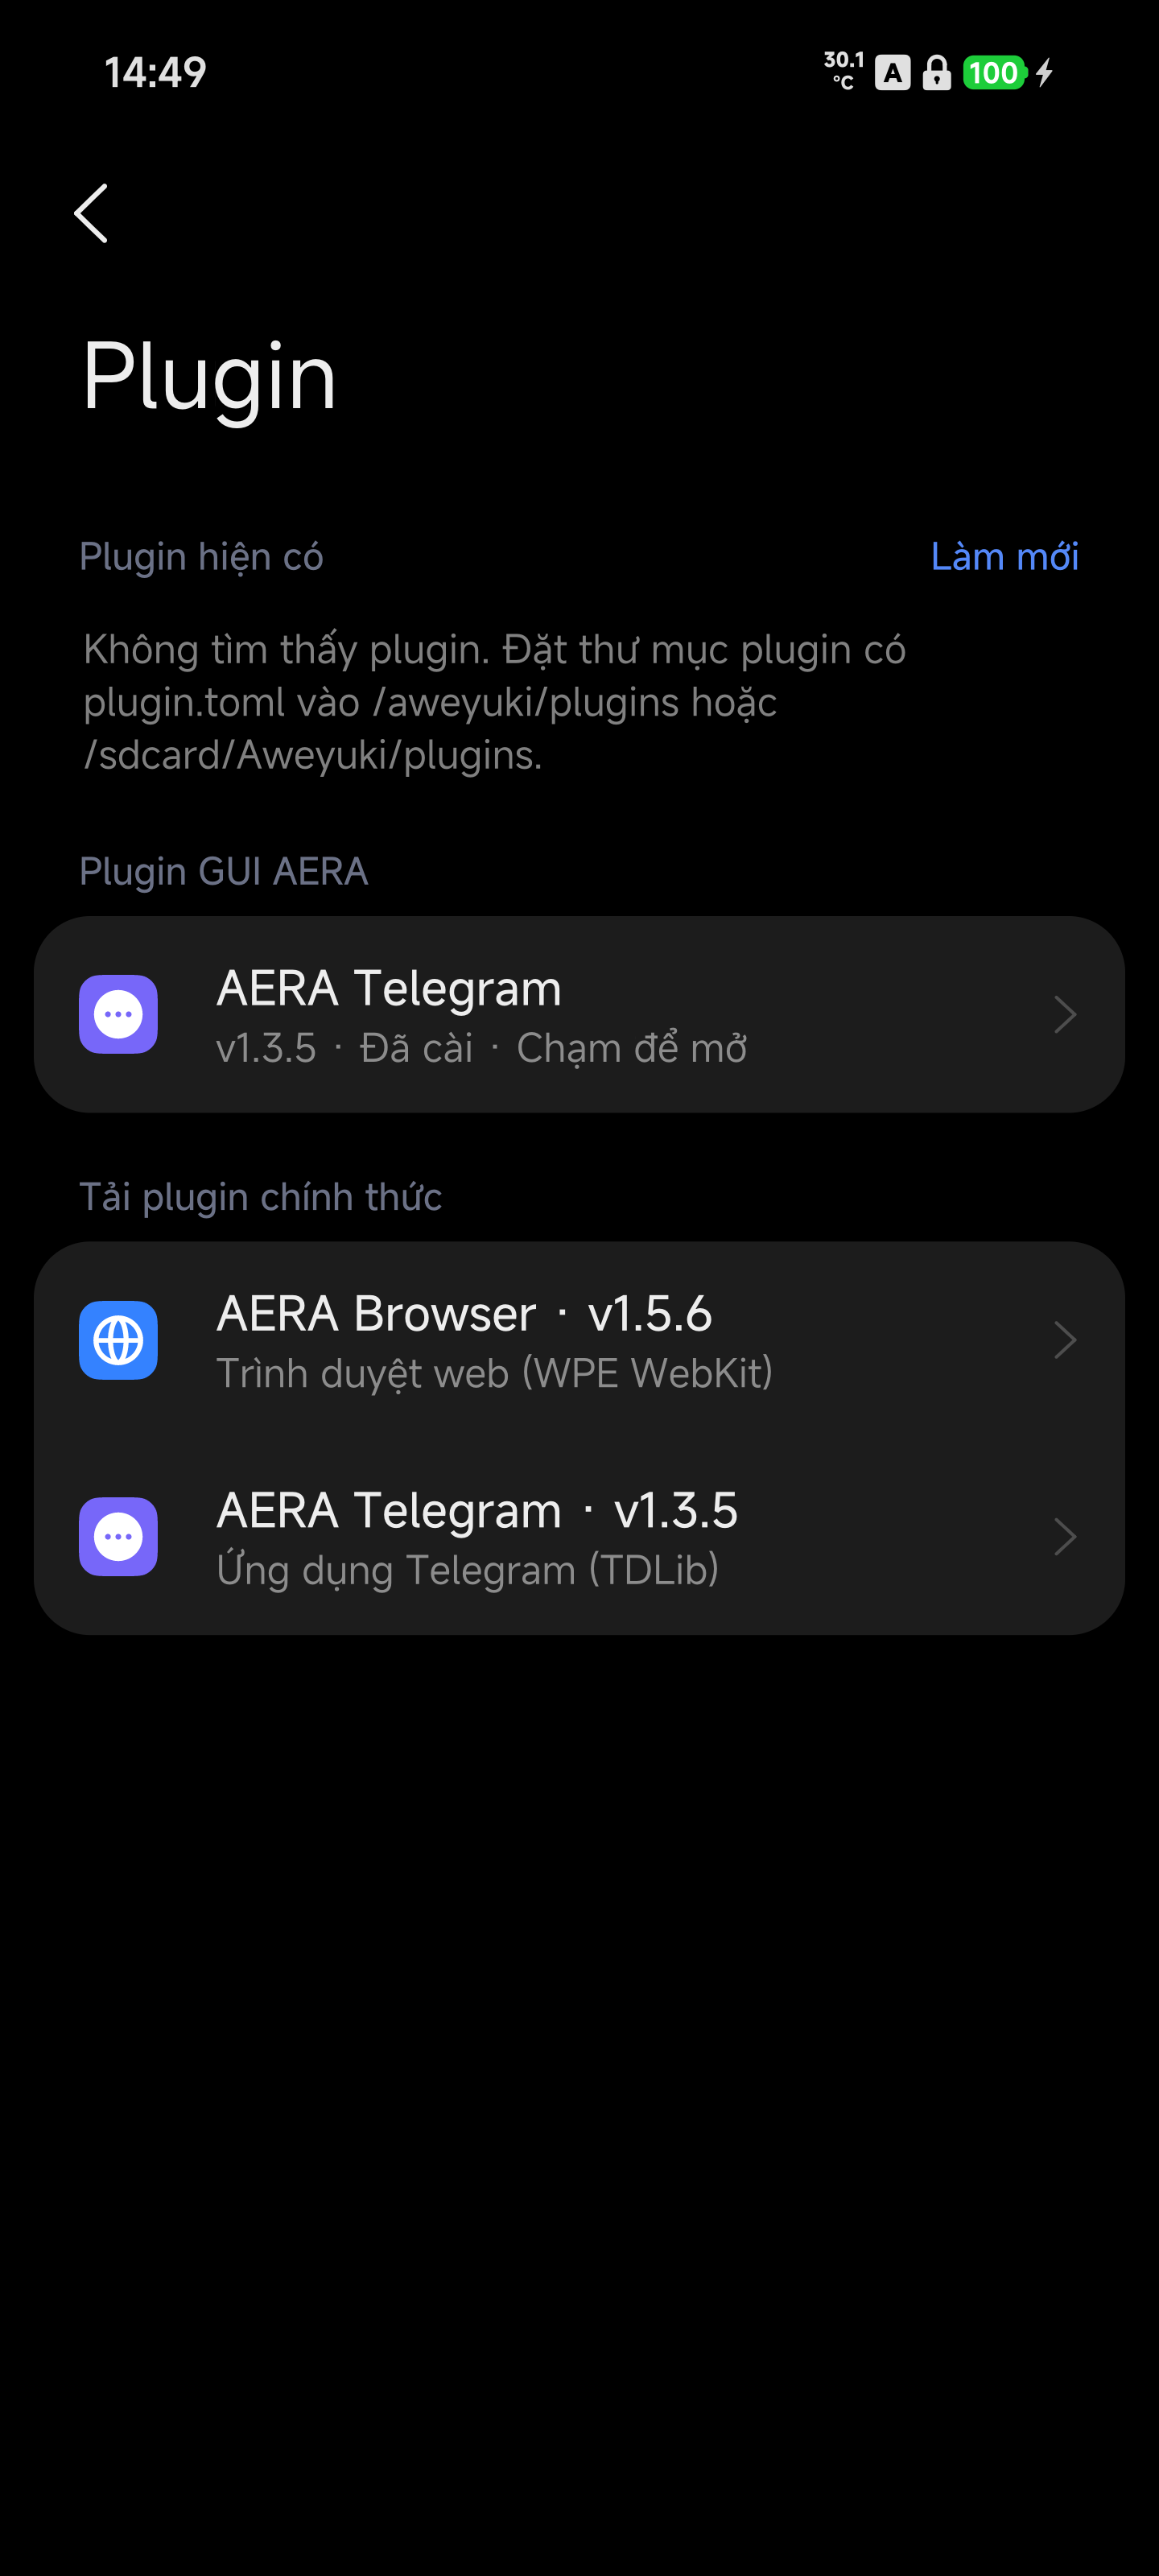 14:49
30.1
°C
A
100
Plugin
Plugin hiện có
Làm mới
Không tìm thấy plugin. Đặt thư mục plugin có
plugin.toml vào /aweyuki/plugins hoặc
/sdcard/Aweyuki/plugins.
Plugin GUI AERA
AERA Telegram
v1.3.5 · Đã cài · Chạm để mở
Tải plugin chính thức
AERA Browser · v1.5.6
Trình duyệt web (WPE WebKit)
AERA Telegram · v1.3.5
Ứng dụng Telegram (TDLib)